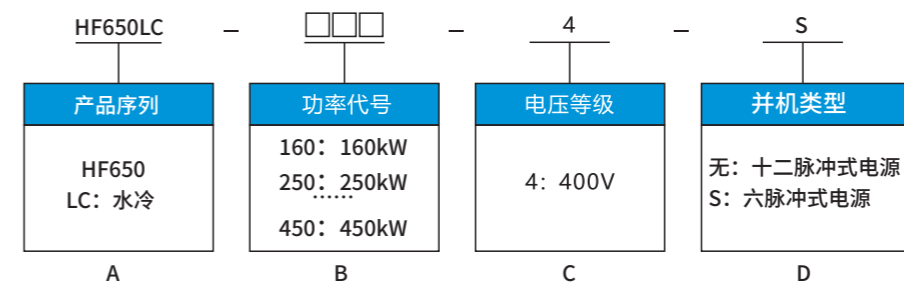 HF650LC – □□□ – 4 – S
产品序列
HF650
LC：水冷
A
功率代号
160：160kW
250：250kW
······
450：450kW
B
电压等级
4：400V
C
并机类型
无：十二脉冲式电源
S：六脉冲式电源
D